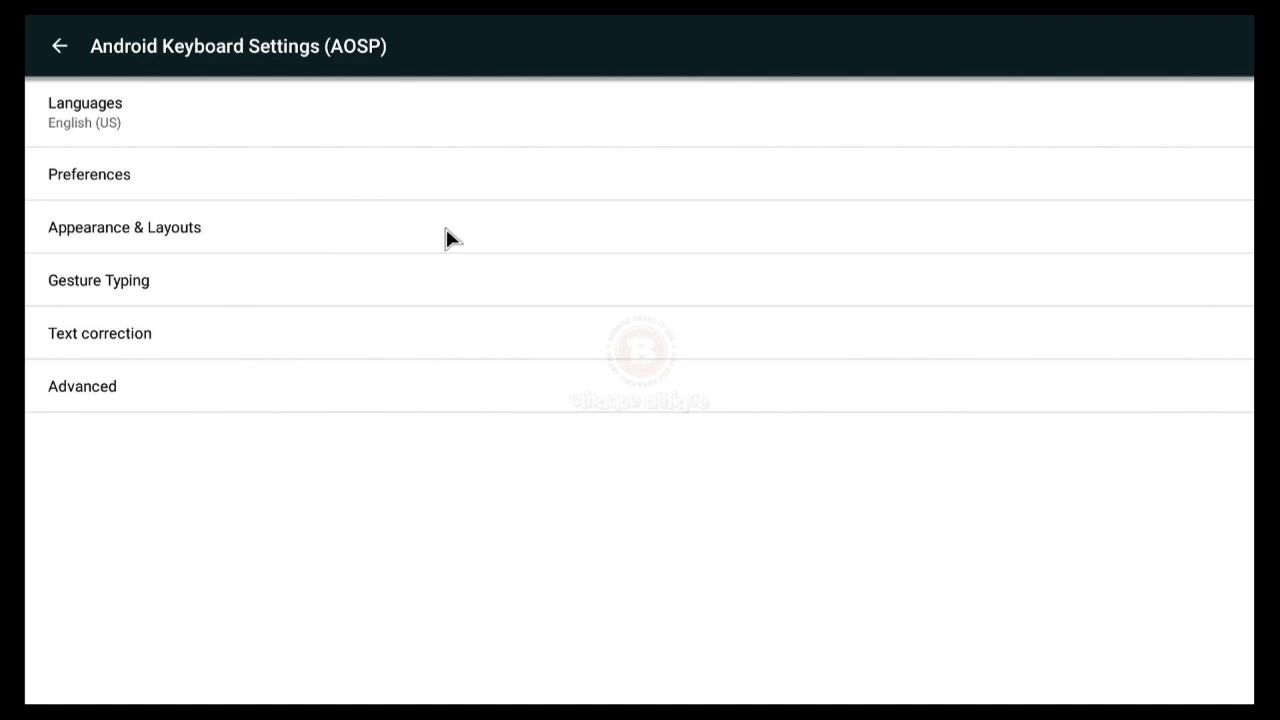 Android Keyboard Settings (AOSP)
Languages
English (US)
Preferences
Appearance & Layouts
Gesture Typing
Text correction
Advanced
B